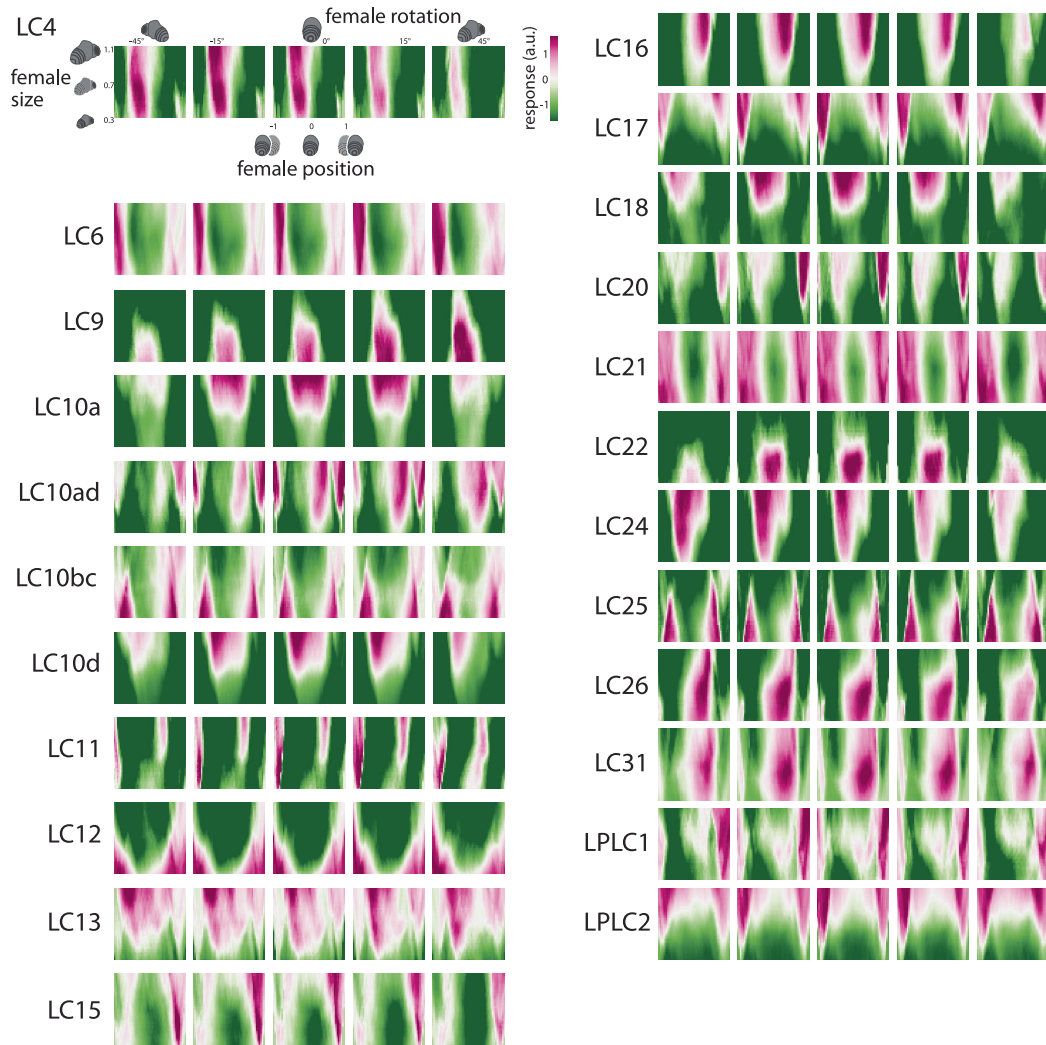 LC4
female rotation
-45° -15° 0° 15° 45°
1.1
female
size
0.7
0.3
-1 0 1
female position
response (a.u.)
1
0
-1
LC6
LC9
LC10a
LC10ad
LC10bc
LC10d
LC11
LC12
LC13
LC15
LC16
LC17
LC18
LC20
LC21
LC22
LC24
LC25
LC26
LC31
LPLC1
LPLC2